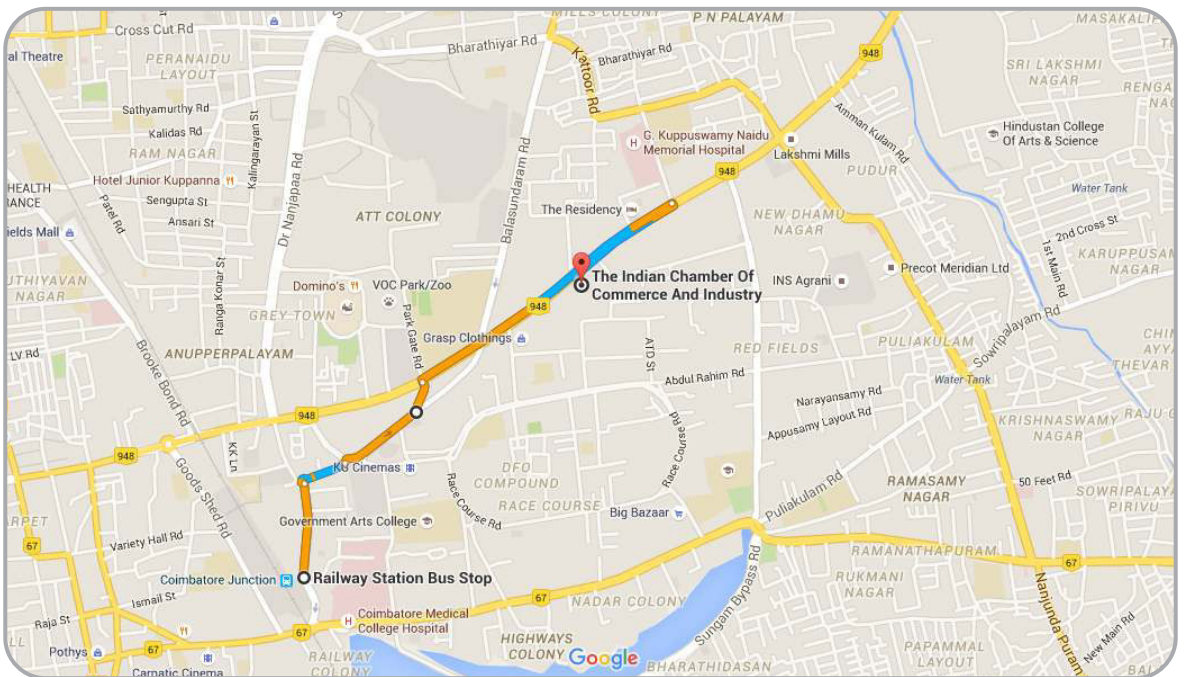 MILLS COLONY
P N PALAYAM
MASAKALIP
Cross Cut Rd
Bharathiyar Rd
948
al Theatre
PERANAIDU
LAYOUT
Kattoor Rd
Bharathiyar Rd
SRI LAKSHMI
NAGAR
RENGA
Sathyamurthy Rd
Kalidas Rd
RAM NAGAR
Kalingarayan St
Balasundaram Rd
H
G. Kuppuswamy Naidu
Memorial Hospital
Lakshmi Mills
Amman Kulam Rd
Hindustan College
Of Arts & Science
PUDUR
948
HEALTH
RANCE
Hotel Junior Kuppanna
Sengupta St
Ansari St
Patel Rd
Dr Nanjapaa Rd
ATT COLONY
The Residency
NEW DHAMU
NAGAR
Water Tank
2nd Cross St
1st Main Rd
KARUPPUS
NAGAR
ields Mall
UTHIYAVAN
NAGAR
Ranga Konar St
Domino's
VOC Park/Zoo
GREY TOWN
Park Gate Rd
948
The Indian Chamber Of
Commerce And Industry
INS Agrani
Precot Meridian Ltd
LV Rd
Brooke Bond Rd
ANUPPERPALAYAM
Grasp Clothings
ATD St
RED FIELDS
PULIAKULAM
Sowripalayam Rd
CHIN
AYY
THEVAR
Water Tank
Abdul Rahim Rd
Narayansamy Rd
Appusamy Layout Rd
KRISHNASWAMY
NAGAR
RAJU
948
948
KK Ln
Goods Shed Rd
KG Cinemas
DFO
COMPOUND
RACE COURSE
Race Course Rd
Race Course Rd
RAMASAMY
NAGAR
50 Feet Rd
SOWRIPALAYA
PIRIVU
ARPET
67
Variety Hall Rd
Government Arts College
Big Bazaar
Puliakulam Rd
RAMANATHAPURAM
67
Coimbatore Junction
Railway Station Bus Stop
Ismail St
Raja St
H
Coimbatore Medical
College Hospital
67
NADAR COLONY
Sungam Bypass Rd
RUKMANI
NAGAR
Nanjunda Puram
New Main Rd
67
67
Pothys
Carnatic Cinema
RAILWAY
COLONY
HIGHWAYS
COLONY
Google
BHARATHIDASAN
PAPAMMAL
LAYOUT